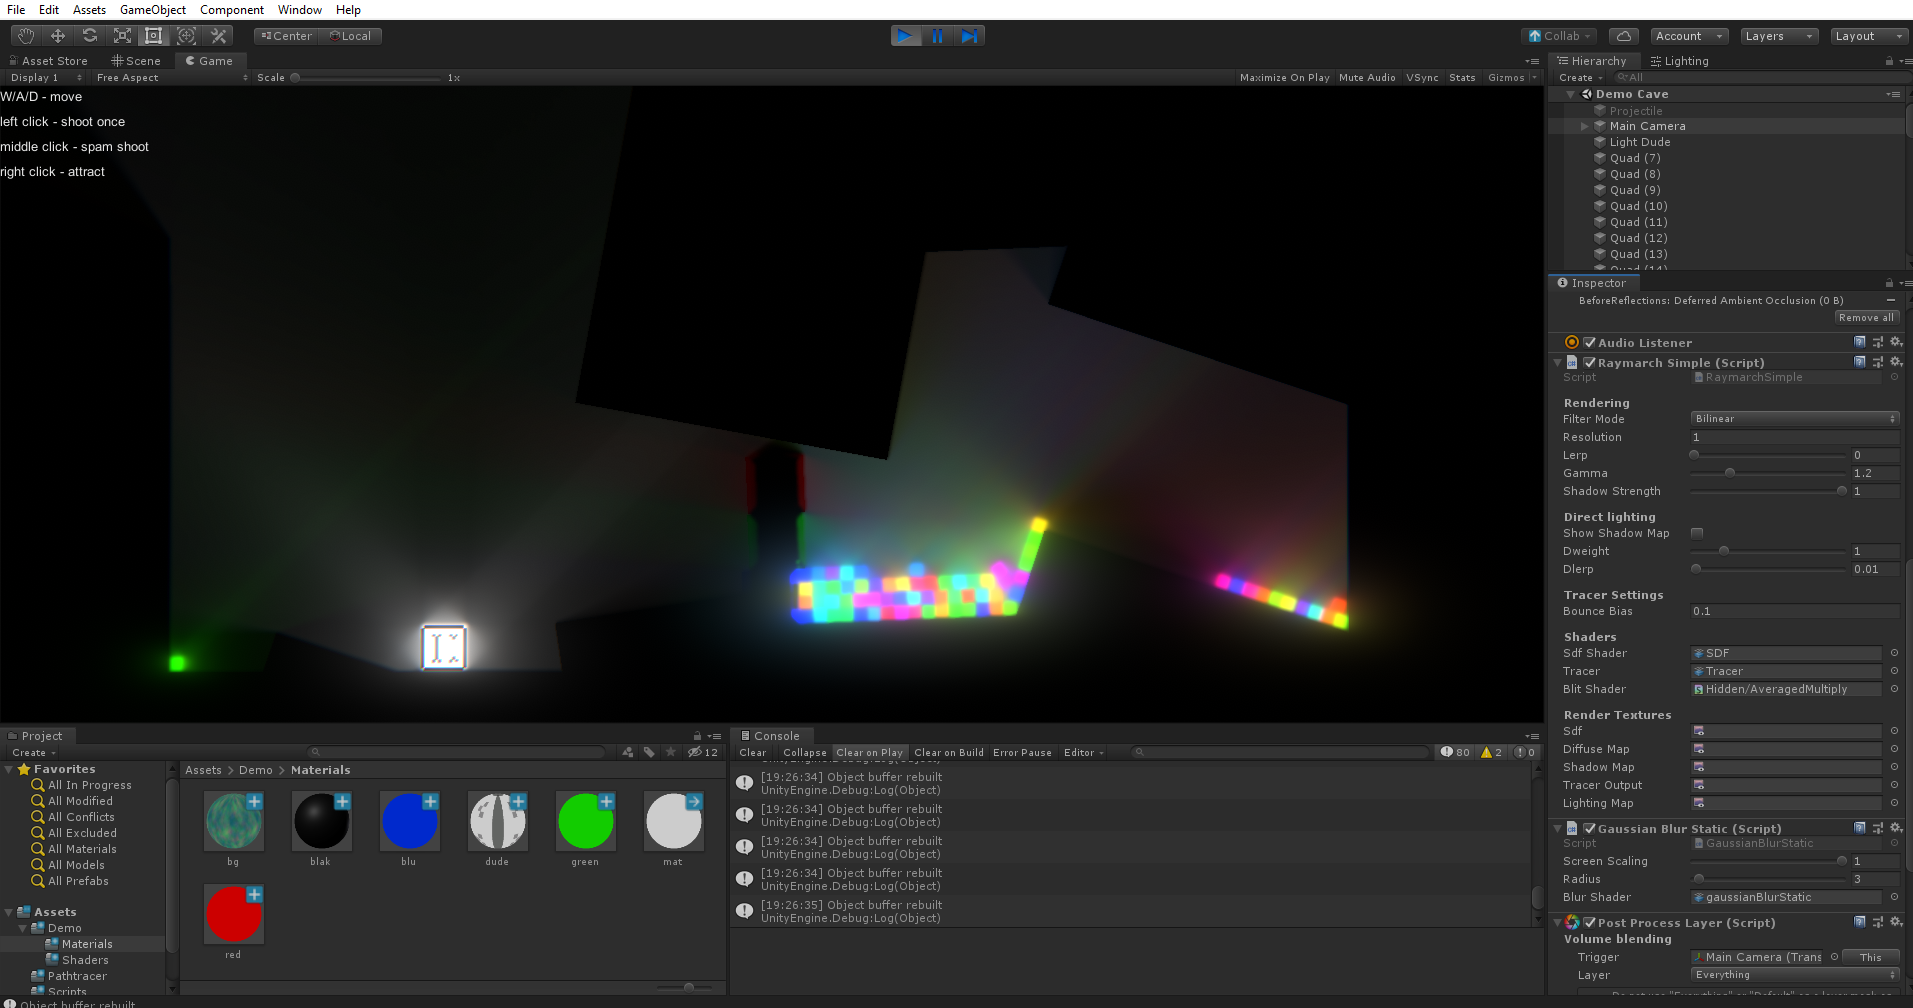 File Edit Assets GameObject Component Window Help
Center Local Collab Account Layers Layout
Asset Store Scene Game
Display 1 Free Aspect Scale 1x Maximize On Play Mute Audio VSync Stats Gizmos
W/A/D - move
left click - shoot once
middle click - spam shoot
right click - attract
Hierarchy Lighting
Create All
Demo Cave
Projectile
Main Camera
Light Dude
Quad (7)
Quad (8)
Quad (9)
Quad (10)
Quad (11)
Quad (12)
Quad (13)
Quad (14)
Inspector
BeforeReflections: Deferred Ambient Occlusion (0 B)
Remove all
Audio Listener
Raymarch Simple (Script)
Script RaymarchSimple
Rendering
Filter Mode Bilinear
Resolution 1
Lerp 0
Gamma 1.2
Shadow Strength 1
Direct lighting
Show Shadow Map
Dweight 1
Dlerp 0.01
Tracer Settings
Bounce Bias 0.1
Shaders
Sdf Shader SDF
Tracer Tracer
Blit Shader Hidden/AveragedMultiply
Render Textures
Sdf
Diffuse Map
Shadow Map
Tracer Output
Lighting Map
Gaussian Blur Static (Script)
Script GaussianBlurStatic
Screen Scaling 1
Radius 3
Blur Shader gaussianBlurStatic
Post Process Layer (Script)
Volume blending
Trigger Main Camera (Trans This
Layer Everything
Project
Create 12
Favorites
All In Progress
All Modified
All Conflicts
All Excluded
All Materials
All Models
All Prefabs
Assets
Demo
Materials
Shaders
Pathtracer
Scripts
Assets > Demo > Materials
bg blak blu dude green mat
red
Console
Clear Collapse Clear on Play Clear on Build Error Pause Editor 80 2 0
UnityEngine.Debug:Log(Object)
[19:26:34] Object buffer rebuilt
UnityEngine.Debug:Log(Object)
[19:26:34] Object buffer rebuilt
UnityEngine.Debug:Log(Object)
[19:26:34] Object buffer rebuilt
UnityEngine.Debug:Log(Object)
[19:26:34] Object buffer rebuilt
UnityEngine.Debug:Log(Object)
[19:26:35] Object buffer rebuilt
UnityEngine.Debug:Log(Object)
Object buffer rebuilt